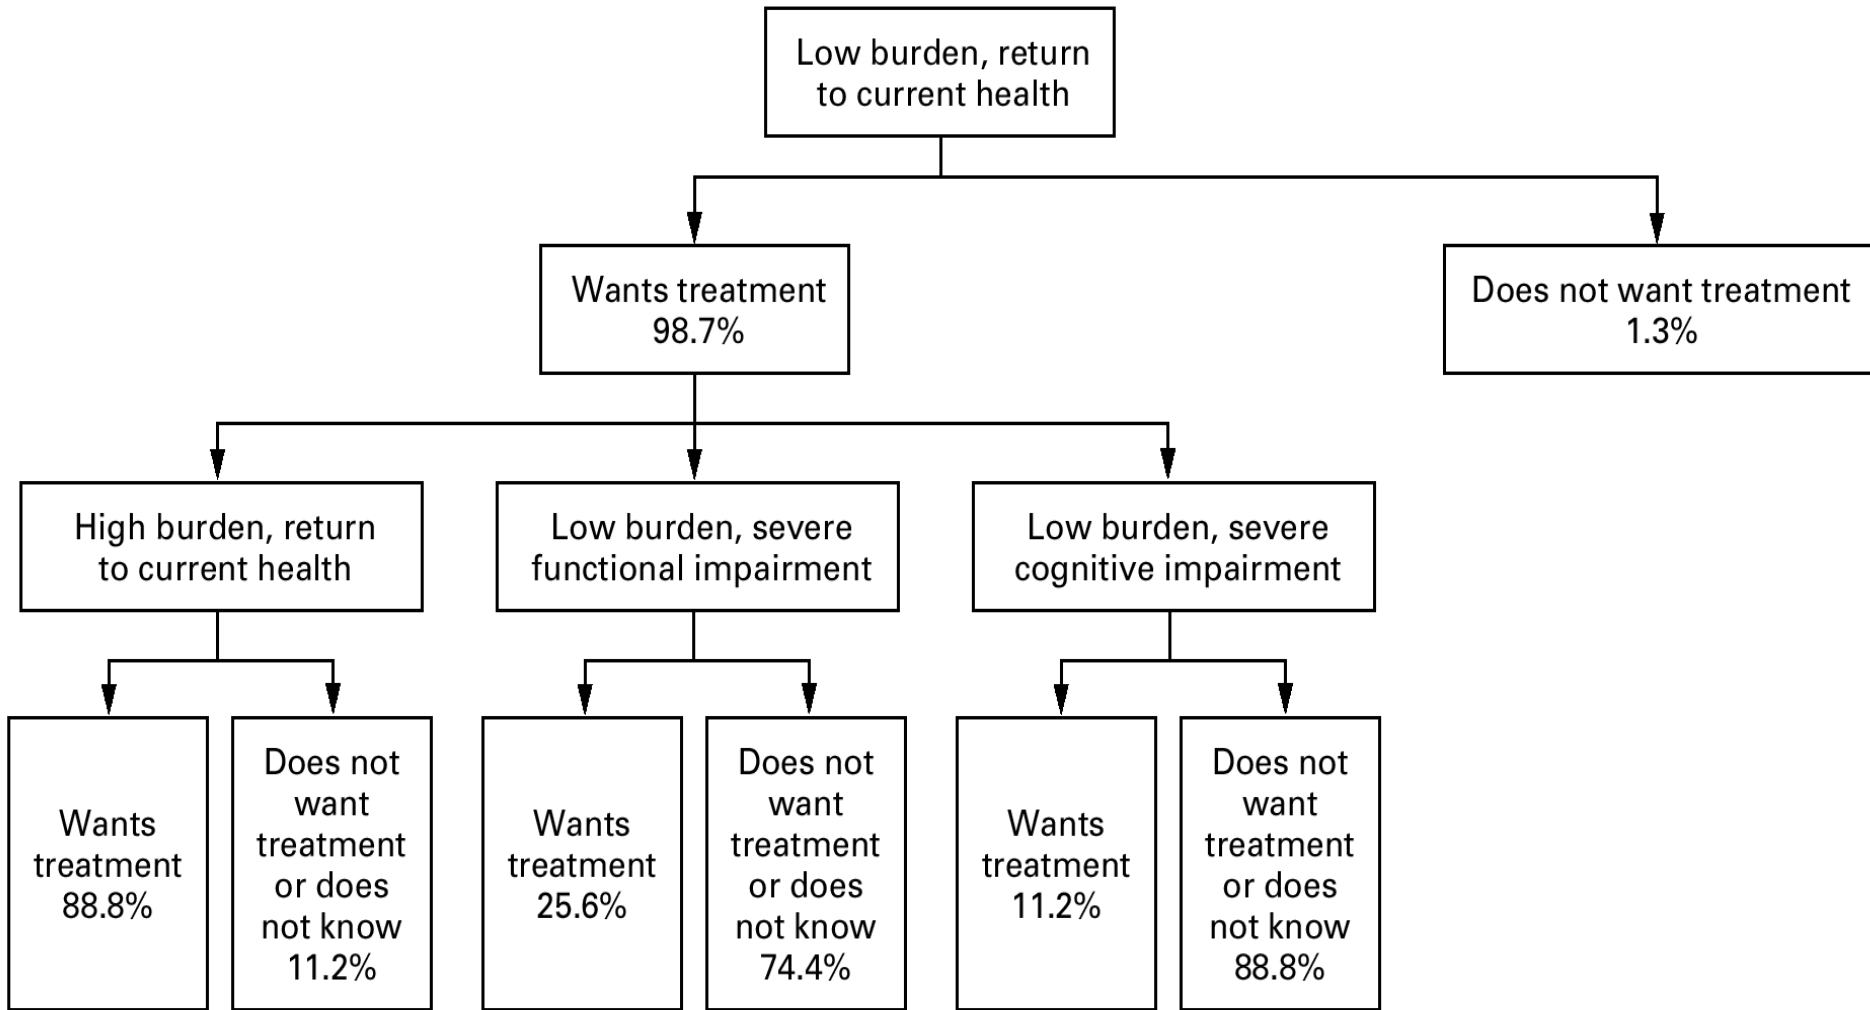 Low burden, return
to current health
Wants treatment
98.7%
Does not want treatment
1.3%
High burden, return
to current health
Low burden, severe
functional impairment
Low burden, severe
cognitive impairment
Wants
treatment
88.8%
Does not
want
treatment
or does
not know
11.2%
Wants
treatment
25.6%
Does not
want
treatment
or does
not know
74.4%
Wants
treatment
11.2%
Does not
want
treatment
or does
not know
88.8%